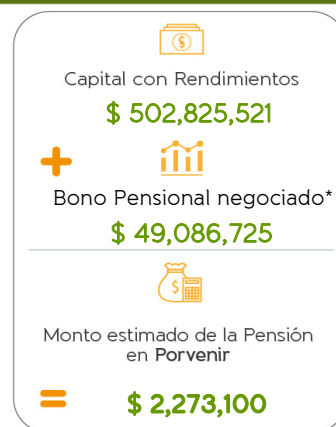 Capital con Rendimientos
$ 502,825,521
+
Bono Pensional negociado*
$ 49,086,725
Monto estimado de la Pensión
en Porvenir
= $ 2,273,100